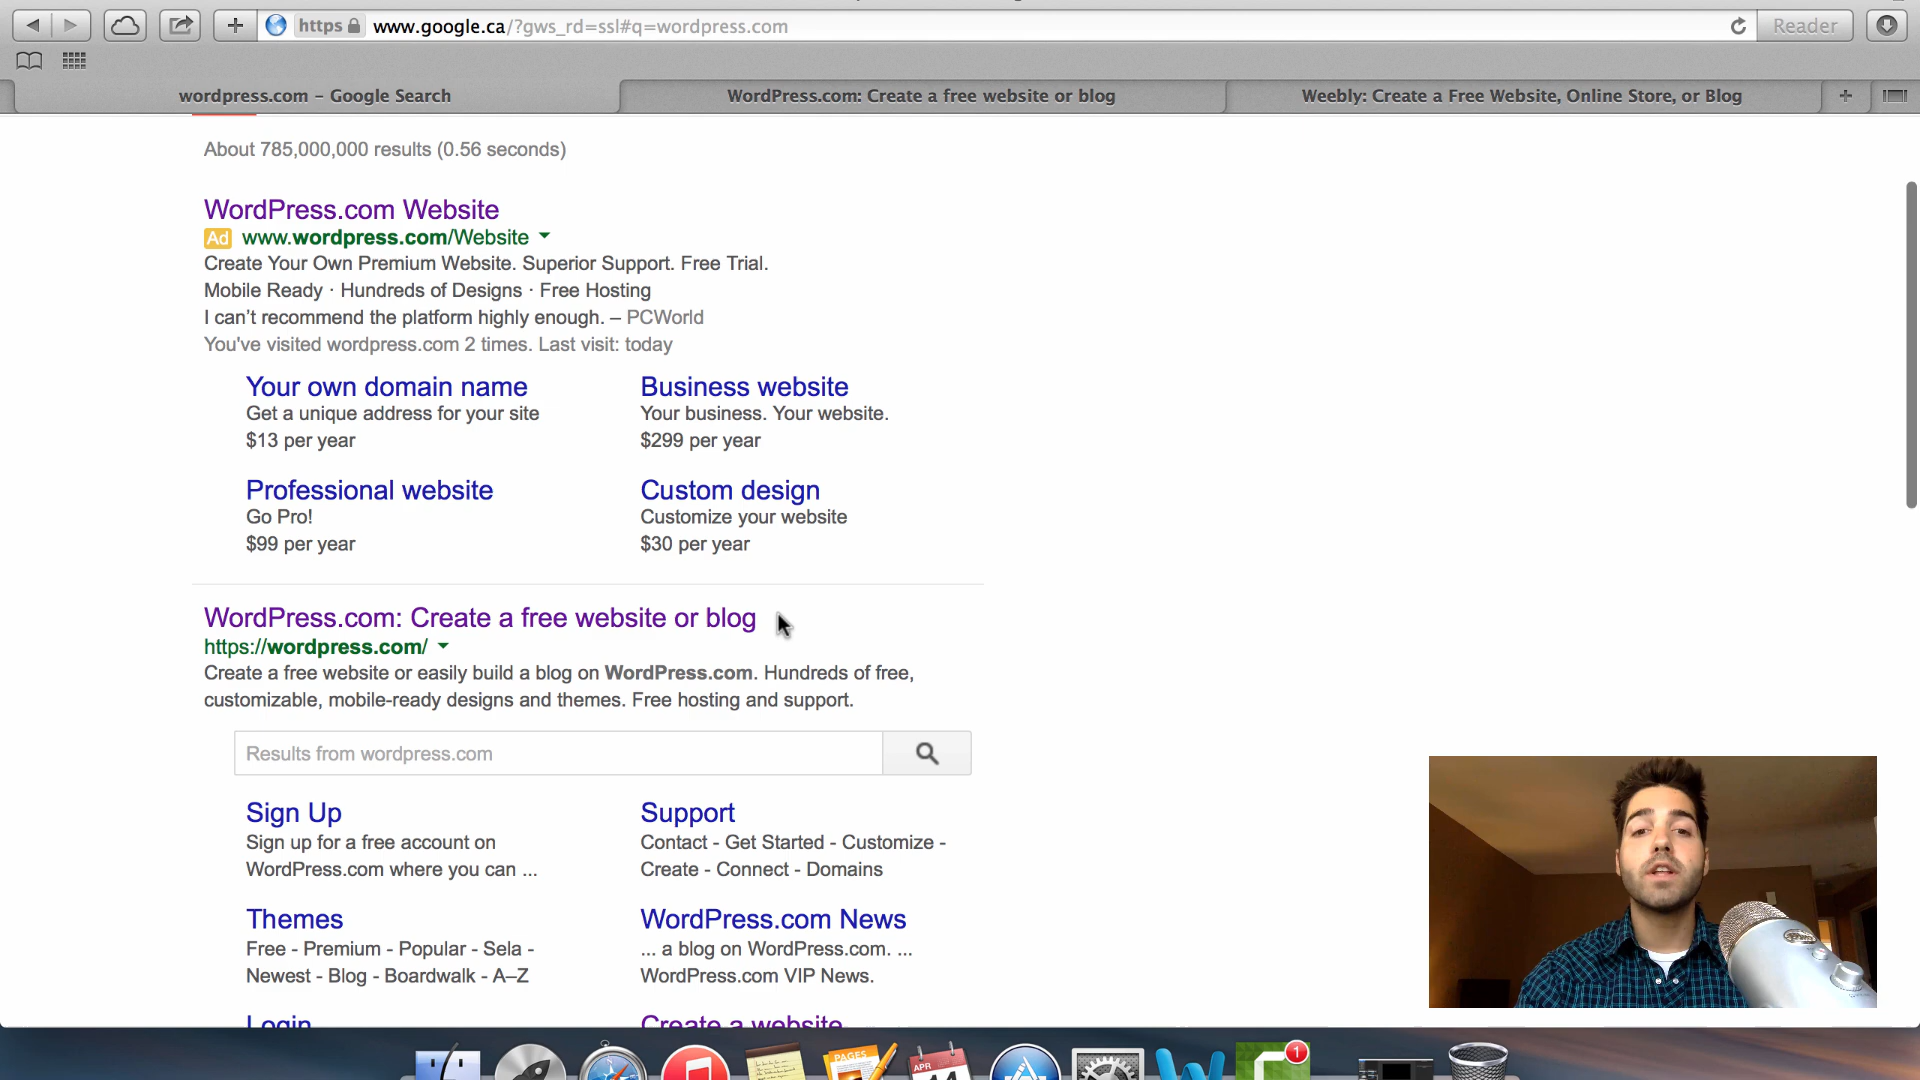 https www.google.ca/?gws_rd=ssl#q=wordpress.com Reader
wordpress.com – Google Search WordPress.com: Create a free website or blog Weebly: Create a Free Website, Online Store, or Blog
About 785,000,000 results (0.56 seconds)
WordPress.com Website
Ad www.wordpress.com/Website
Create Your Own Premium Website. Superior Support. Free Trial.
Mobile Ready · Hundreds of Designs · Free Hosting
I can't recommend the platform highly enough. – PCWorld
You've visited wordpress.com 2 times. Last visit: today
Your own domain name Business website
Get a unique address for your site Your business. Your website.
$13 per year $299 per year
Professional website Custom design
Go Pro! Customize your website
$99 per year $30 per year
WordPress.com: Create a free website or blog
https://wordpress.com/
Create a free website or easily build a blog on WordPress.com. Hundreds of free,
customizable, mobile-ready designs and themes. Free hosting and support.
Results from wordpress.com
Sign Up Support
Sign up for a free account on Contact - Get Started - Customize -
WordPress.com where you can ... Create - Connect - Domains
Themes WordPress.com News
Free - Premium - Popular - Sela - ... a blog on WordPress.com. ...
Newest - Blog - Boardwalk - A–Z WordPress.com VIP News.
Login Create a website
PAGES APR 1